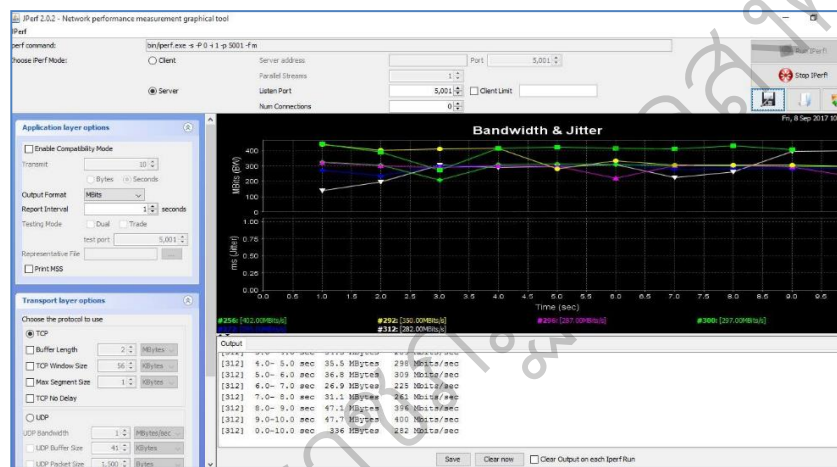 JPerf 2.0.2 - Network performance measurement graphical tool
JPerf
perf command:
bin/iperf.exe -s -P 0 -i 1 -p 5001 -f m
Choose iPerf Mode:
Client
Server address
Port
5,001
Parallel Streams
1
Server
Listen Port
5,001
Client Limit
Num Connections
0
Run IPerf!
Stop IPerf!
Fri, 8 Sep 2017 10
Application layer options
Enable Compatibility Mode
Transmit
10
Bytes
Seconds
Output Format
MBits
Report Interval
1
seconds
Testing Mode
Dual
Trade
test port
5,001
Representative File
...
Print MSS
Transport layer options
Choose the protocol to use
TCP
Buffer Length
2
MBytes
TCP Window Size
56
KBytes
Max Segment Size
1
KBytes
TCP No Delay
UDP
UDP Bandwidth
1
MBytes/sec
UDP Buffer Size
41
KBytes
UDP Packet Size
1,500
Bytes
Bandwidth & Jitter
MBits (BW)
400
300
200
100
0
ms (Jitter)
1.00
0.75
0.50
0.25
0.00
0.0 0.5 1.0 1.5 2.0 2.5 3.0 3.5 4.0 4.5 5.0 5.5 6.0 6.5 7.0 7.5 8.0 8.5 9.0 9.5
Time (sec)
#256: [402.00MBits/s]
#292: [350.00MBits/s]
#296: [287.00MBits/s]
#300: [297.00MBits/s]
#312: [282.00MBits/s]
Output
[312] 4.0- 5.0 sec 35.5 MBytes 298 Mbits/sec
[312] 5.0- 6.0 sec 36.8 MBytes 309 Mbits/sec
[312] 6.0- 7.0 sec 26.9 MBytes 225 Mbits/sec
[312] 7.0- 8.0 sec 31.1 MBytes 261 Mbits/sec
[312] 8.0- 9.0 sec 47.1 MBytes 396 Mbits/sec
[312] 9.0-10.0 sec 47.7 MBytes 400 Mbits/sec
[312] 0.0-10.0 sec 336 MBytes 282 Mbits/sec
Save
Clear now
Clear Output on each Iperf Run